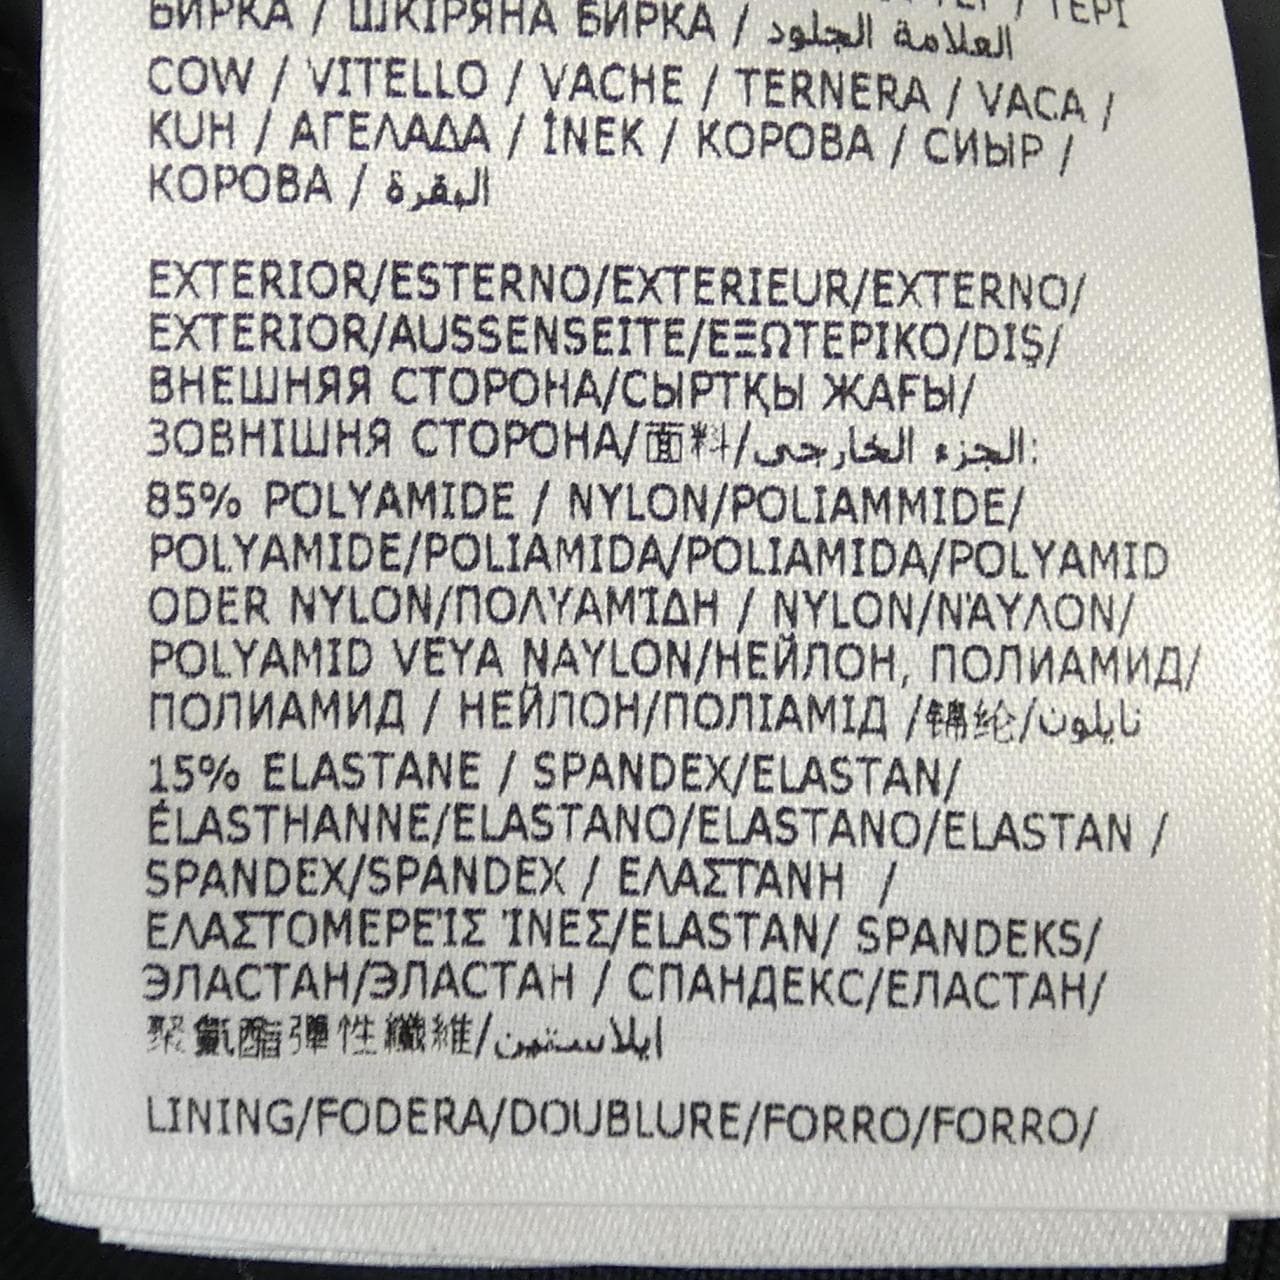 БИРКА / ШКІРЯНА БИРКА / العلامة الجلود
COW / VITELLO / VACHE / TERNERA / VACA /
KUH / ΑΓΕΛΑΔΑ / İNEK / КОРОВА / СИЫР /
КОРОВА / البقرة
EXTERIOR/ESTERNO/EXTERIEUR/EXTERNO/
EXTERIOR/AUSSENSEITE/ΕΞΩΤΕΡΙΚΟ/DIŞ/
ВНЕШНЯЯ СТОРОНА/СЫРТҚЫ ЖАҒЫ/
ЗОВНІШНЯ СТОРОНА/面料/الجزء الخارجي:
85% POLYAMIDE / NYLON/POLIAMMIDE/
POLYAMIDE/POLIAMIDA/POLIAMIDA/POLYAMID
ODER NYLON/ΠΟΛΥΑΜΊΔΗ / NYLON/ΝΆΥΛΟΝ/
POLYAMID VEYA NAYLON/НЕЙЛОН, ПОЛИАМИД/
ПОЛИАМИД / НЕЙЛОН/ПОЛІАМІД /锦纶/نايلون
15% ELASTANE / SPANDEX/ELASTAN/
ÉLASTHANNE/ELASTANO/ELASTANO/ELASTAN /
SPANDEX/SPANDEX / ΕΛΑΣΤΆΝΗ /
ΕΛΑΣΤΟΜΕΡΕΊΣ ΊΝΕΣ/ELASTAN/ SPANDEKS/
ЭЛАСТАН/ЭЛАСТАН / СПАНДЕКС/ЕЛАСТАН/
聚氨酯彈性纖維/ايلاستين
LINING/FODERA/DOUBLURE/FORRO/FORRO/